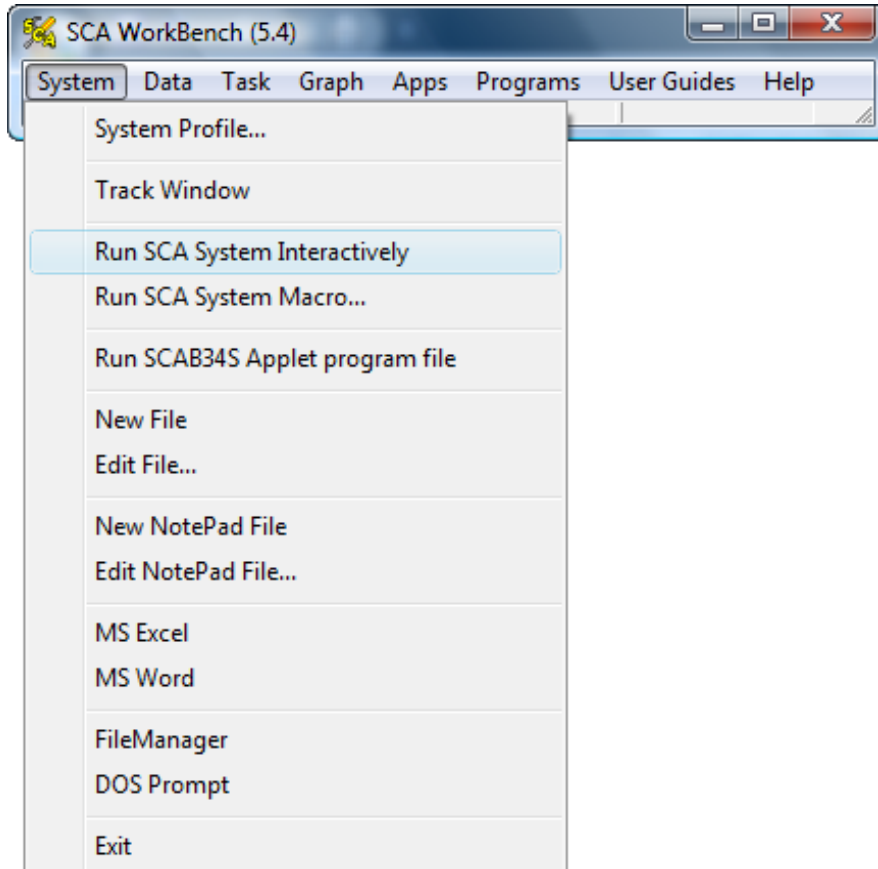 SCA WorkBench (5.4)
System Data Task Graph Apps Programs User Guides Help
System Profile...
Track Window
Run SCA System Interactively
Run SCA System Macro...
Run SCAB34S Applet program file
New File
Edit File...
New NotePad File
Edit NotePad File...
MS Excel
MS Word
FileManager
DOS Prompt
Exit